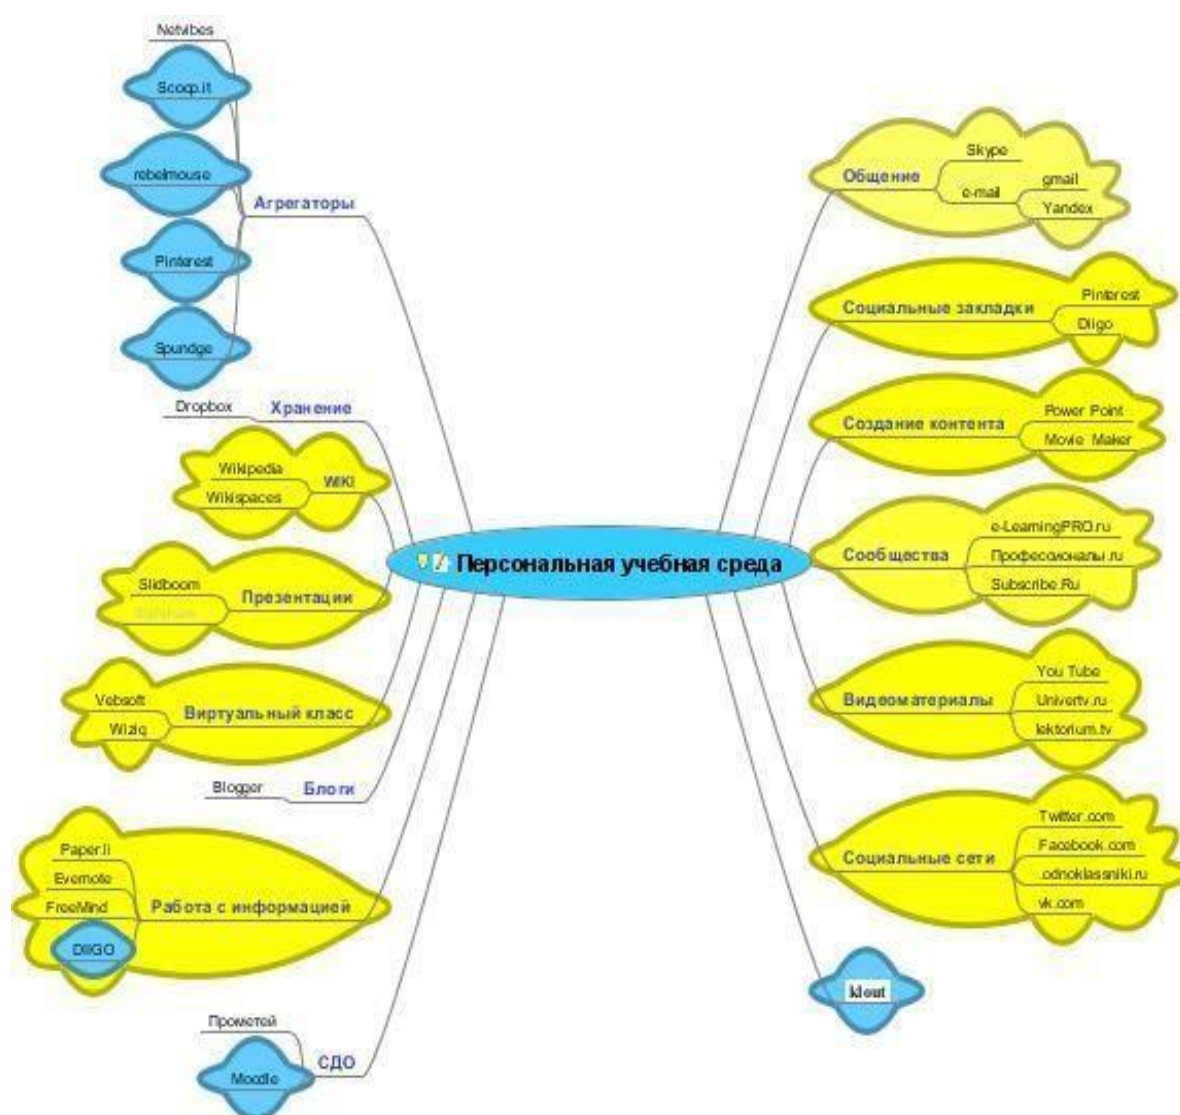 Netvibes
Scoop.it
rebelmouse
Pinterest
Spundge
Агрегаторы
Dropbox
Хранение
Wikipedia
Wikispaces
WIKI
Slidboom
Презентации
Vebsoft
Wiziq
Виртуальный класс
Blogger
Блоги
Paper.li
Evernote
FreeMind
DIIGO
Работа с информацией
Прометей
Moodle
СДО
Персональная учебная среда
Общение
Skype
e-mail
gmail
Yandex
Социальные закладки
Pinterest
Diigo
Создание контента
Power Point
Movie Maker
Сообщества
e-LearningPRO.ru
Профессионалы.ru
Subscribe.Ru
Видеоматериалы
You Tube
Univertv.ru
lektorium.tv
Социальные сети
Twitter.com
Facebook.com
.odnoklassniki.ru
vk.com
klout